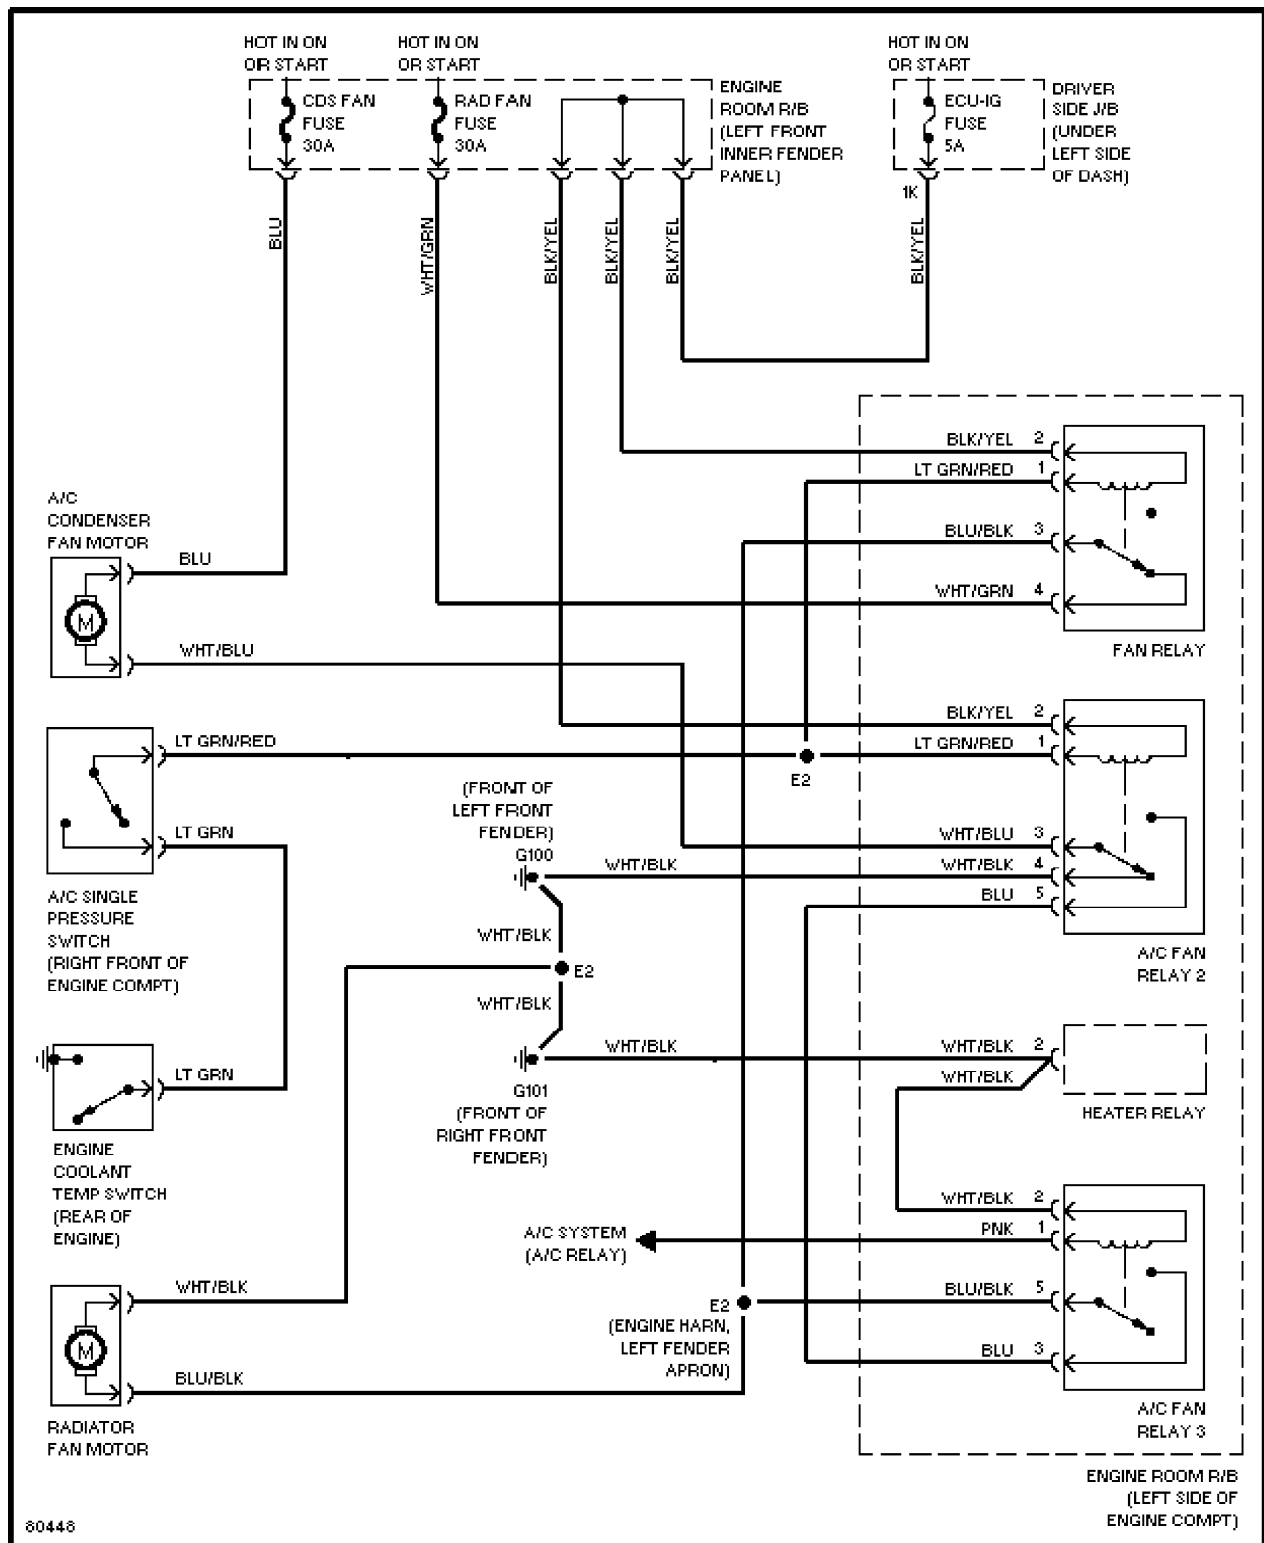 HOT IN ON
OR START
HOT IN ON
OR START
HOT IN ON
OR START
CDS FAN
FUSE
30A
RAD FAN
FUSE
30A
ENGINE
ROOM R/B
(LEFT FRONT
INNER FENDER
PANEL)
ECU-IG
FUSE
5A
DRIVER
SIDE J/B
(UNDER
LEFT SIDE
OF DASH)
1K
BLU
WHT/GRN
BLK/YEL
BLK/YEL
BLK/YEL
BLK/YEL
BLK/YEL 2
LT GRN/RED 1
BLU/BLK 3
WHT/GRN 4
FAN RELAY
A/C
CONDENSER
FAN MOTOR
BLU
M
WHT/BLU
BLK/YEL 2
LT GRN/RED
LT GRN/RED 1
E2
LT GRN
(FRONT OF
LEFT FRONT
FENDER)
G100
WHT/BLK
WHT/BLU 3
WHT/BLK 4
BLU 5
A/C FAN
RELAY 2
A/C SINGLE
PRESSURE
SWITCH
(RIGHT FRONT OF
ENGINE COMPT)
WHT/BLK
E2
WHT/BLK
WHT/BLK
WHT/BLK 2
WHT/BLK
HEATER RELAY
LT GRN
G101
(FRONT OF
RIGHT FRONT
FENDER)
ENGINE
COOLANT
TEMP SWITCH
(REAR OF
ENGINE)
WHT/BLK 2
PNK 1
A/C SYSTEM
(A/C RELAY)
WHT/BLK
BLU/BLK 5
E2
(ENGINE HARN,
LEFT FENDER
APRON)
BLU 3
M
BLU/BLK
A/C FAN
RELAY 3
RADIATOR
FAN MOTOR
ENGINE ROOM R/B
(LEFT SIDE OF
ENGINE COMPT)
80448